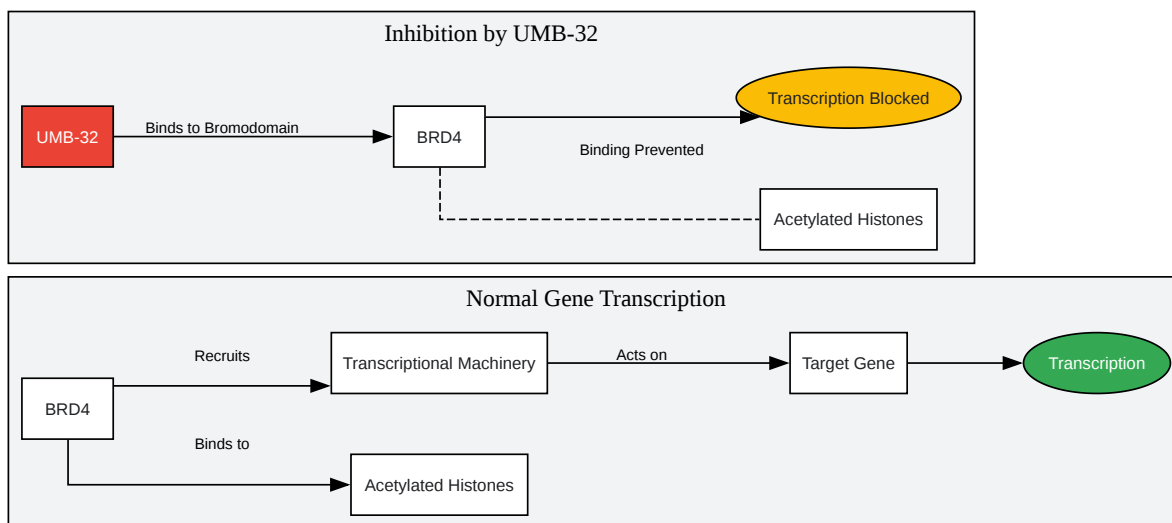 Inhibition by UMB-32
Transcription Blocked
UMB-32
Binds to Bromodomain
BRD4
Binding Prevented
Acetylated Histones
Normal Gene Transcription
Recruits
Transcriptional Machinery
Acts on
Target Gene
Transcription
BRD4
Binds to
Acetylated Histones